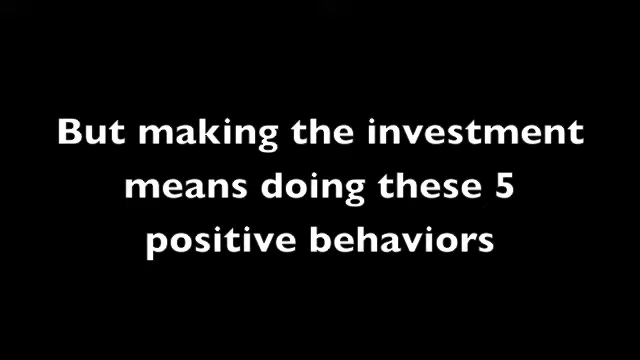 But making the investment
means doing these 5
positive behaviors